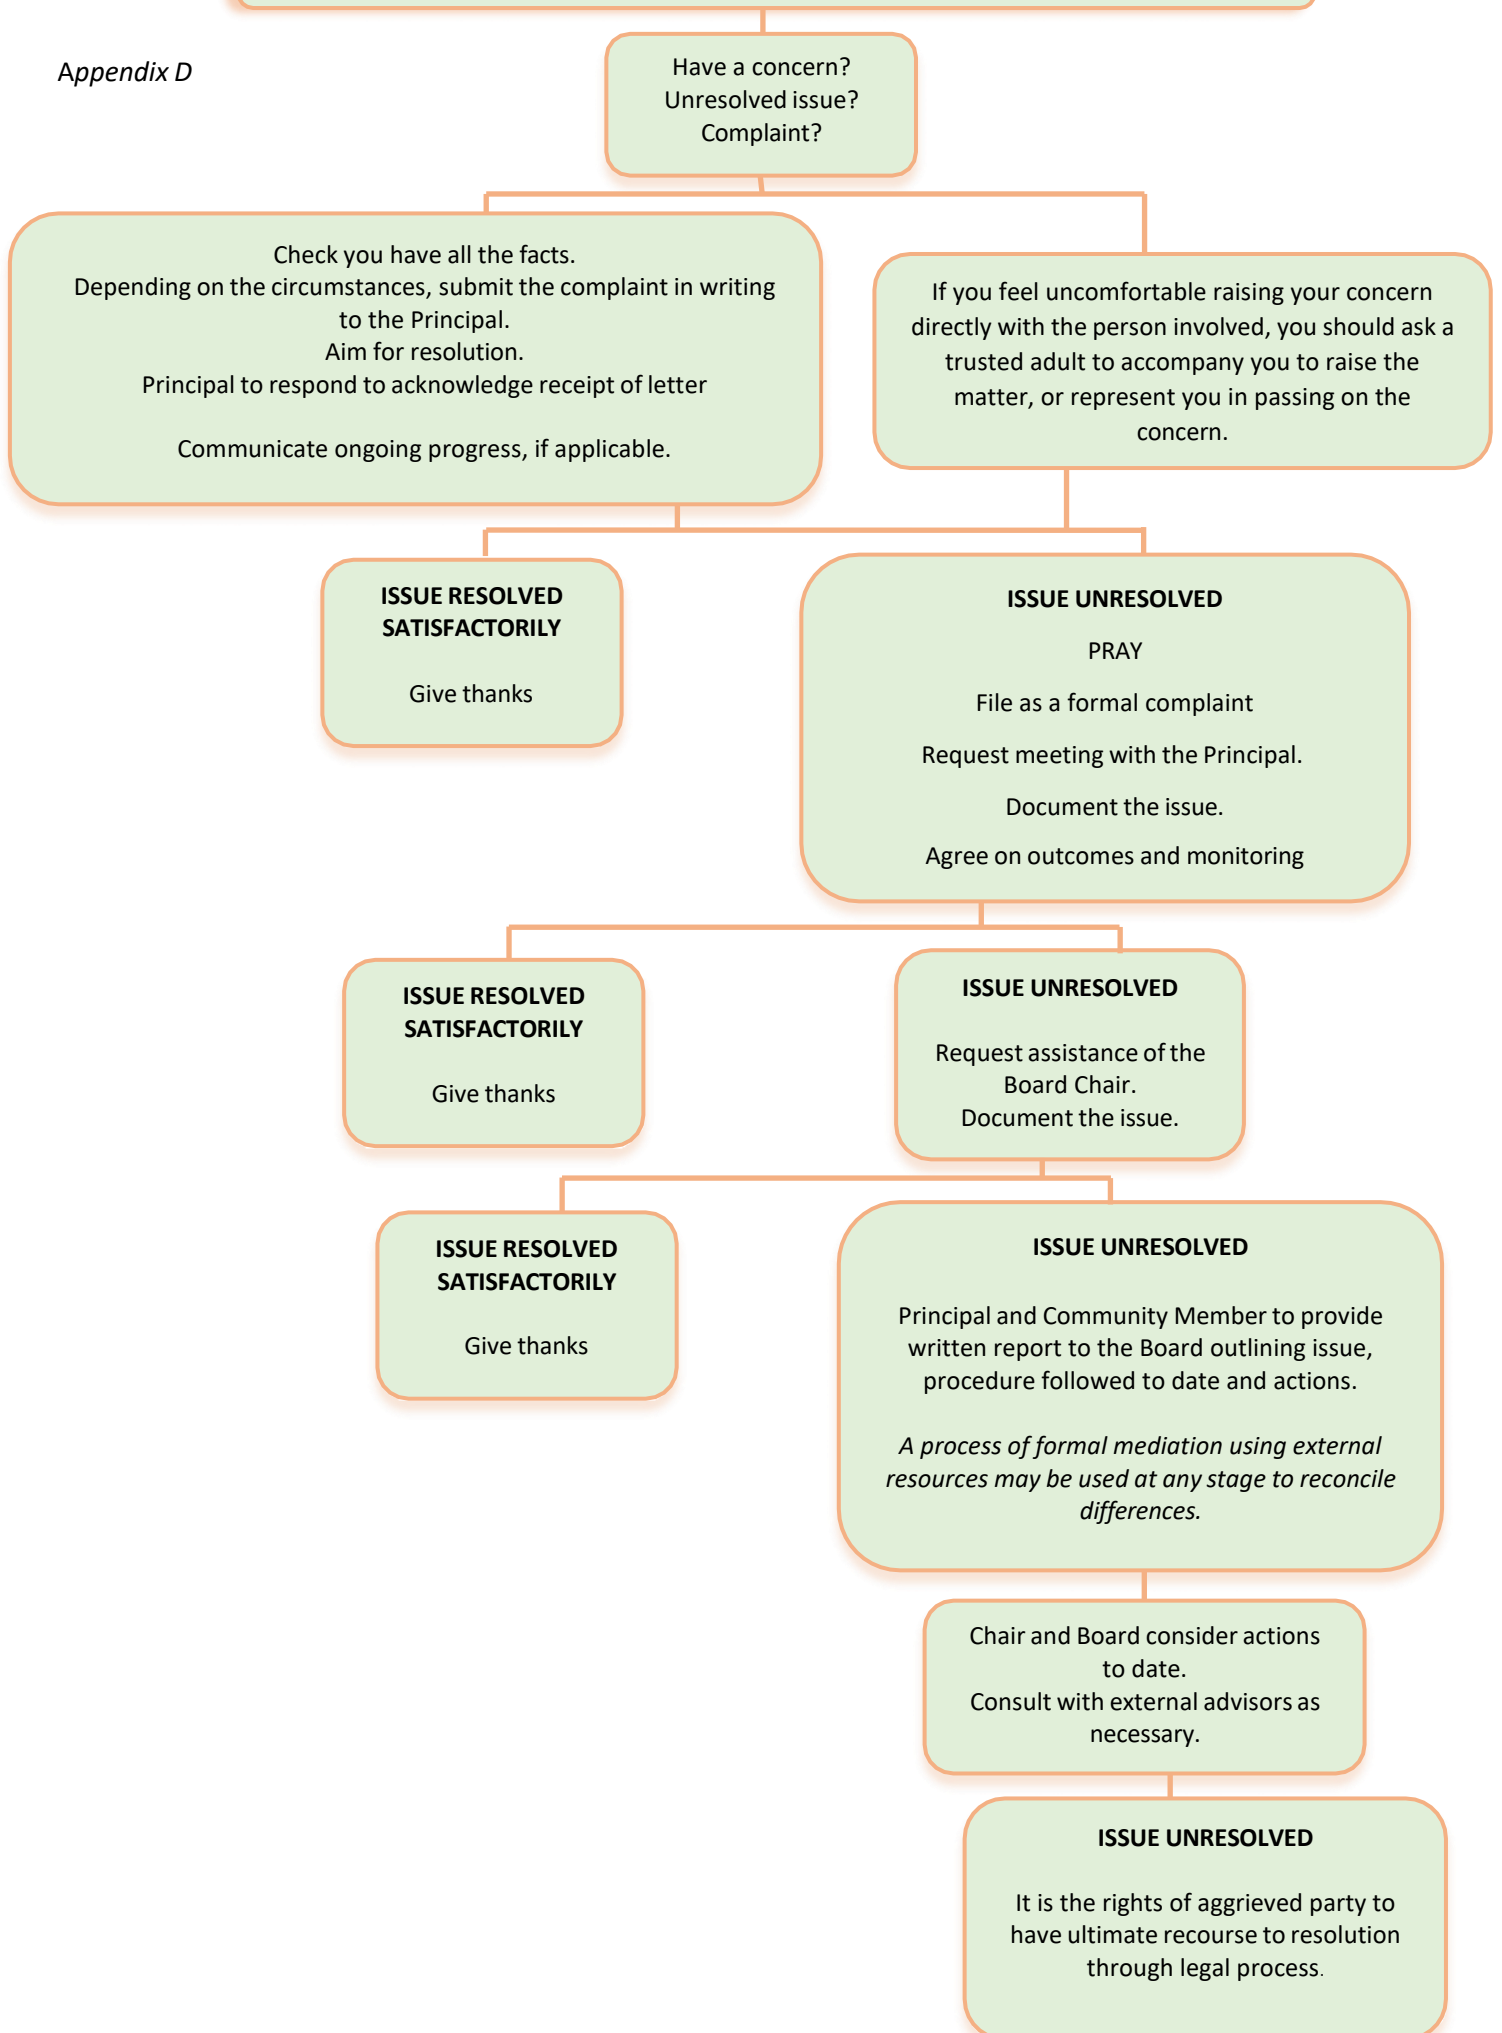 Appendix D
Have a concern?
Unresolved issue?
Complaint?
Check you have all the facts.
Depending on the circumstances, submit the complaint in writing
to the Principal.
Aim for resolution.
Principal to respond to acknowledge receipt of letter
Communicate ongoing progress, if applicable.
If you feel uncomfortable raising your concern
directly with the person involved, you should ask a
trusted adult to accompany you to raise the
matter, or represent you in passing on the
concern.
ISSUE RESOLVED
SATISFACTORILY
Give thanks
ISSUE UNRESOLVED
PRAY
File as a formal complaint
Request meeting with the Principal.
Document the issue.
Agree on outcomes and monitoring
ISSUE RESOLVED
SATISFACTORILY
Give thanks
ISSUE UNRESOLVED
Request assistance of the
Board Chair.
Document the issue.
ISSUE RESOLVED
SATISFACTORILY
Give thanks
ISSUE UNRESOLVED
Principal and Community Member to provide
written report to the Board outlining issue,
procedure followed to date and actions.
A process of formal mediation using external
resources may be used at any stage to reconcile
differences.
Chair and Board consider actions
to date.
Consult with external advisors as
necessary.
ISSUE UNRESOLVED
It is the rights of aggrieved party to
have ultimate recourse to resolution
through legal process.